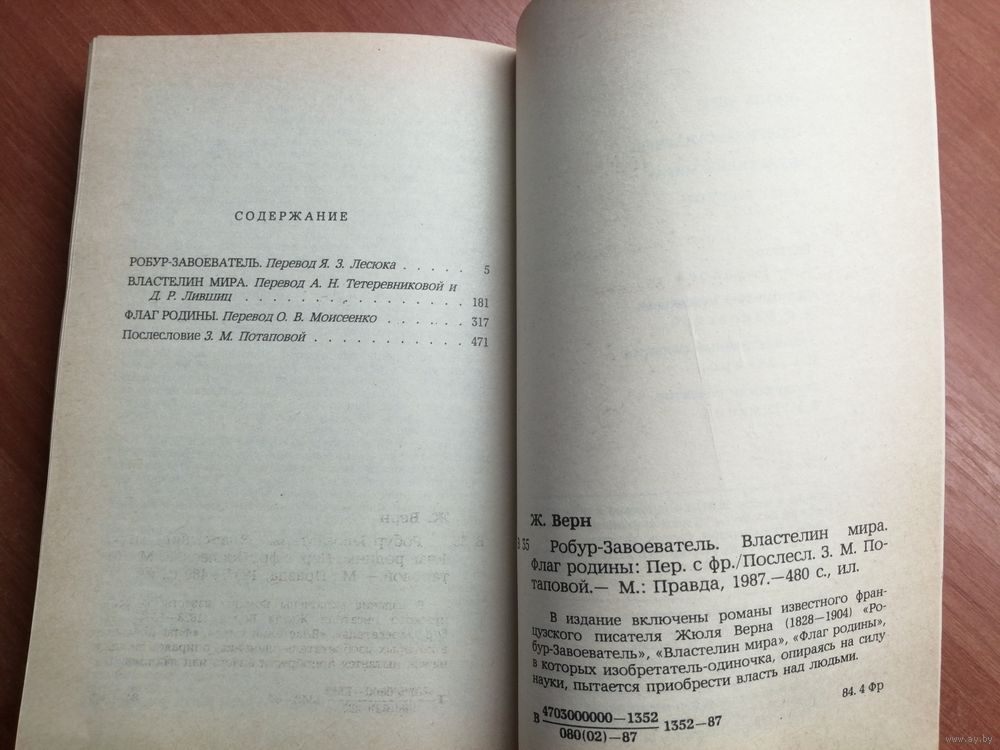 СОДЕРЖАНИЕ
РОБУР-ЗАВОЕВАТЕЛЬ. Перевод Я. З. Лесюка . . . . . 5
ВЛАСТЕЛИН МИРА. Перевод А. Н. Тетеревниковой и
Д. Р. Лившиц . . . . . . . . . . . . . . . 181
ФЛАГ РОДИНЫ. Перевод О. В. Моисеенко . . . . . . 317
Послесловие З. М. Потаповой . . . . . . . . . . . 471
Ж. Верн
В 35 Робур-Завоеватель. Властелин мира.
Флаг родины: Пер. с фр./Послесл. З. М. По-
таповой.— М.: Правда, 1987.—480 с., ил.
В издание включены романы известного фран-
цузского писателя Жюля Верна (1828—1904) «Ро-
бур-Завоеватель», «Властелин мира», «Флаг родины»,
в которых изобретатель-одиночка, опираясь на силу
науки, пытается приобрести власть над людьми.
84. 4 Фр
В 4703000000—1352
080(02)—87
1352—87
www.ay.by